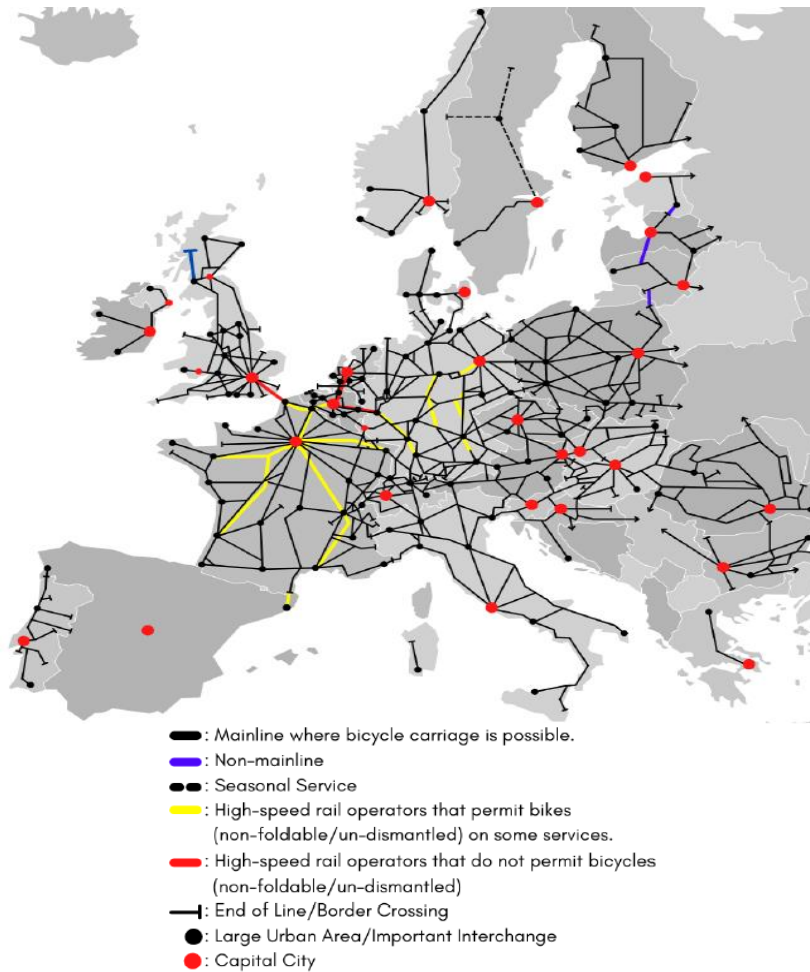 : Mainline where bicycle carriage is possible.
: Non-mainline
: Seasonal Service
: High-speed rail operators that permit bikes
(non-foldable/un-dismantled) on some services.
: High-speed rail operators that do not permit bicycles
(non-foldable/un-dismantled)
: End of Line/Border Crossing
: Large Urban Area/Important Interchange
: Capital City